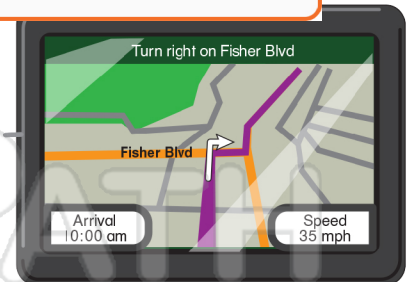 Turn right on Fisher Blvd
Fisher Blvd
Arrival
10:00 am
Speed
35 mph